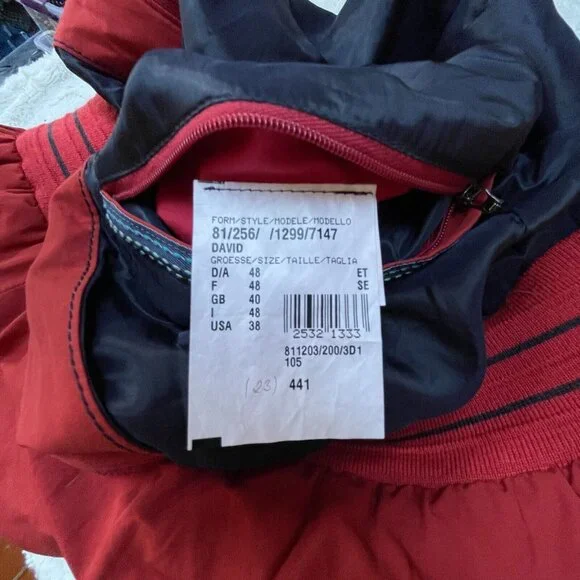 FORM/STYLE/MODELE/MODELLO
81/256/ /1299/7147
DAVID
GROESSE/SIZE/TAILLE/TAGLIA
D/A 48 ET
F 48 SE
GB 40
I 48
USA 38
2532 1333
811203/200/3D1
105
(23) 441